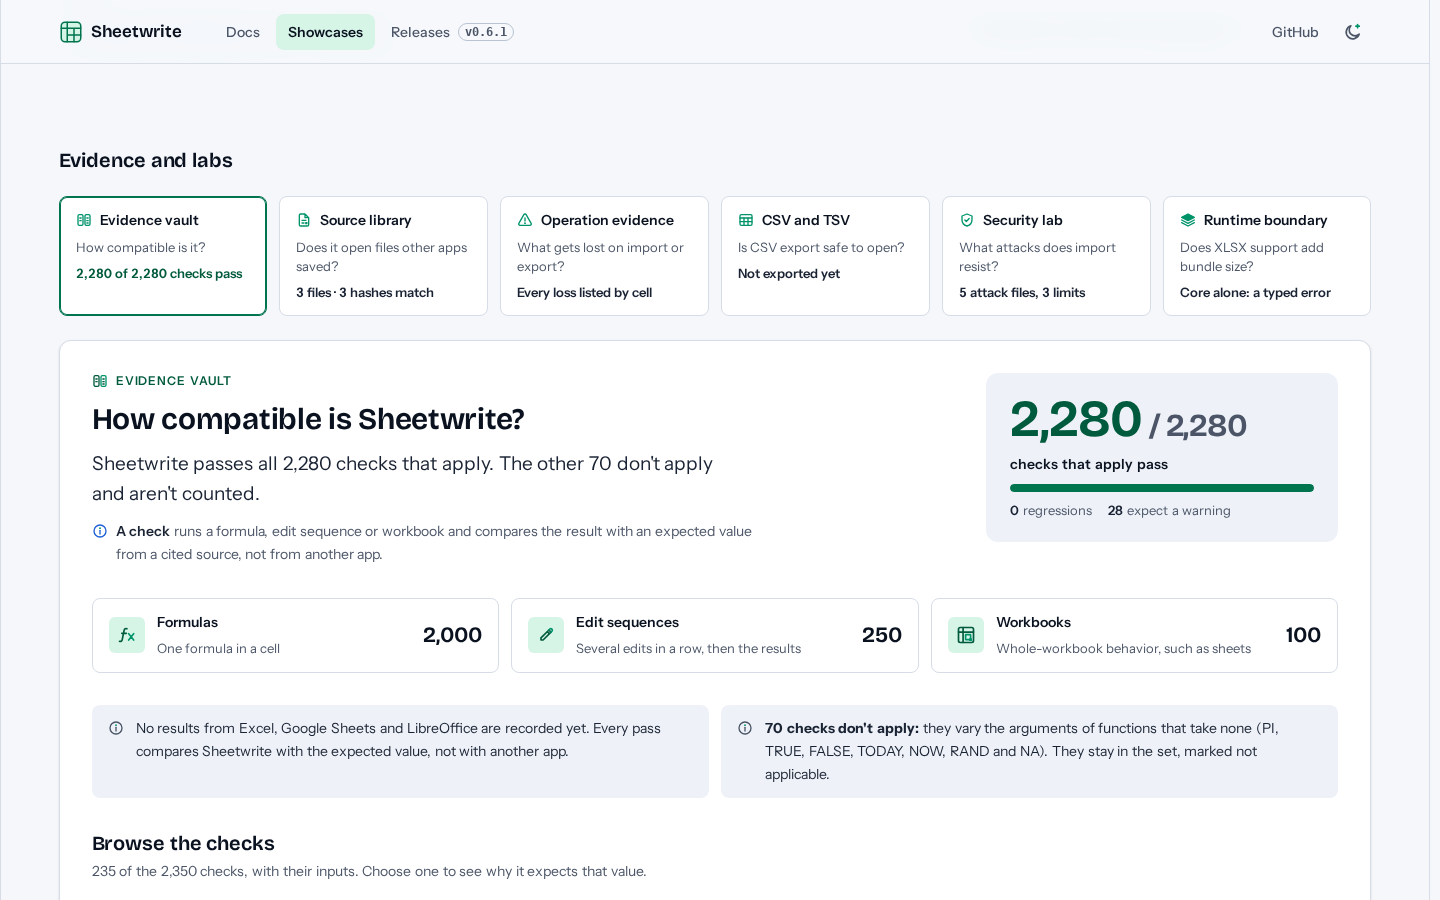 Sheetwrite
Docs
Showcases
Releases v0.6.1
GitHub
Evidence and labs
Evidence vault
How compatible is it?
2,280 of 2,280 checks pass
Source library
Does it open files other apps
saved?
3 files · 3 hashes match
Operation evidence
What gets lost on import or
export?
Every loss listed by cell
CSV and TSV
Is CSV export safe to open?
Not exported yet
Security lab
What attacks does import
resist?
5 attack files, 3 limits
Runtime boundary
Does XLSX support add
bundle size?
Core alone: a typed error
EVIDENCE VAULT
How compatible is Sheetwrite?
Sheetwrite passes all 2,280 checks that apply. The other 70 don't apply
and aren't counted.
A check runs a formula, edit sequence or workbook and compares the result with an expected value
from a cited source, not from another app.
2,280 / 2,280
checks that apply pass
0 regressions 28 expect a warning
fx
Formulas
One formula in a cell
2,000
Edit sequences
Several edits in a row, then the results
250
Workbooks
Whole-workbook behavior, such as sheets
100
No results from Excel, Google Sheets and LibreOffice are recorded yet. Every pass
compares Sheetwrite with the expected value, not with another app.
70 checks don't apply: they vary the arguments of functions that take none (PI,
TRUE, FALSE, TODAY, NOW, RAND and NA). They stay in the set, marked not
applicable.
Browse the checks
235 of the 2,350 checks, with their inputs. Choose one to see why it expects that value.